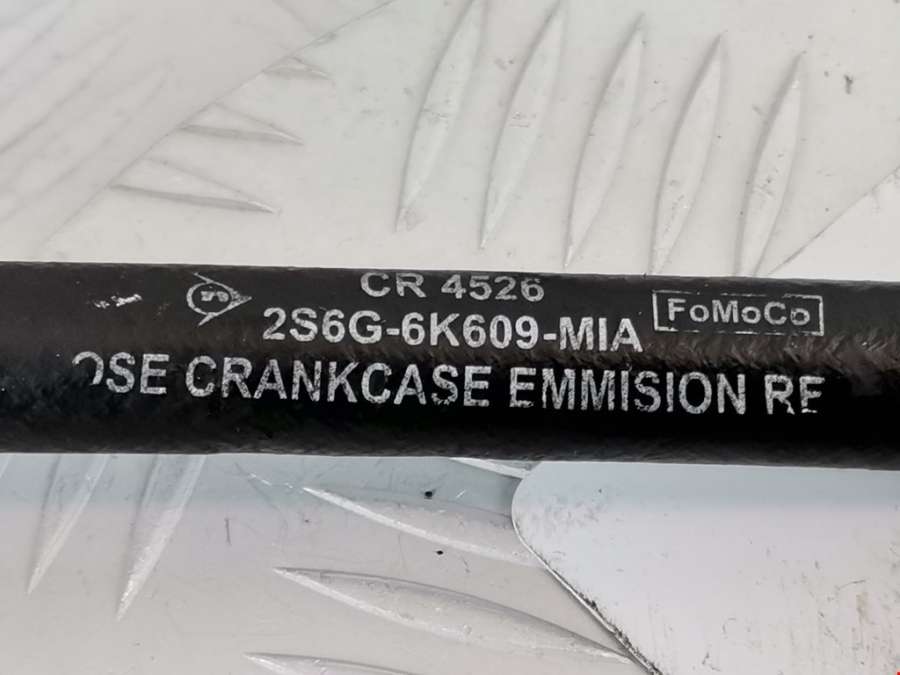 CR 4526
2S6G-6K609-MIA
FoMoCo
OSE CRANKCASE EMMISION RE